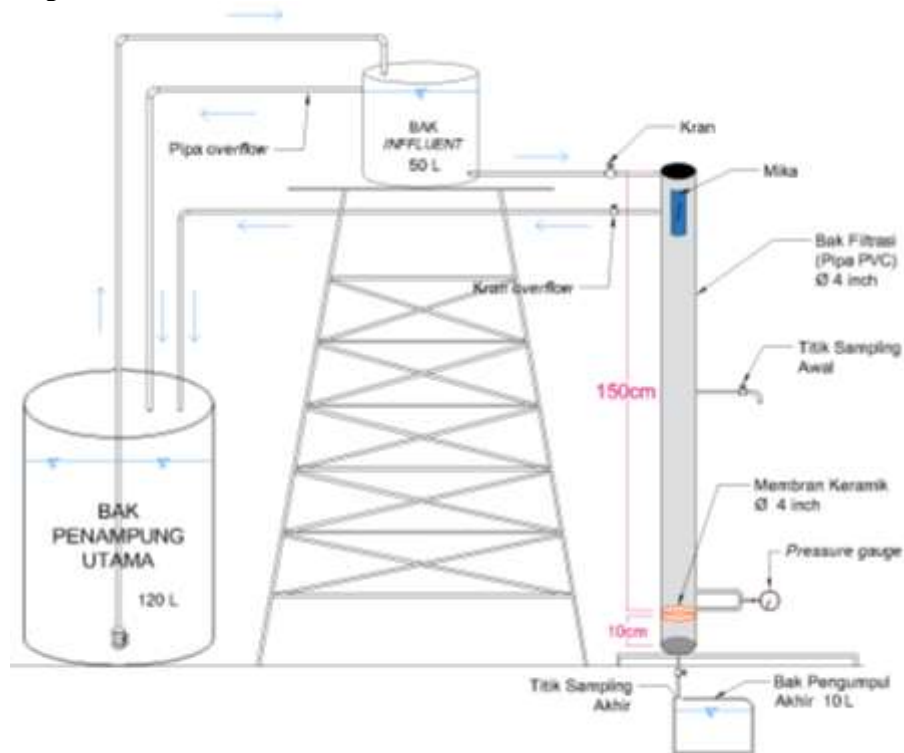 BAK
INFFLUENT
50 L
Pipa overflow
Kran
Mika
Bak Filtrasi
(Pipa PVC)
Ø 4 inch
Kran overflow
Titik Sampling
Awal
150cm
BAK
PENAMPUNG
UTAMA
120 L
Membran Keramik
Ø 4 inch
Pressure gauge
10cm
Titik Sampling
Akhir
Bak Pengumpul
Akhir 10 L